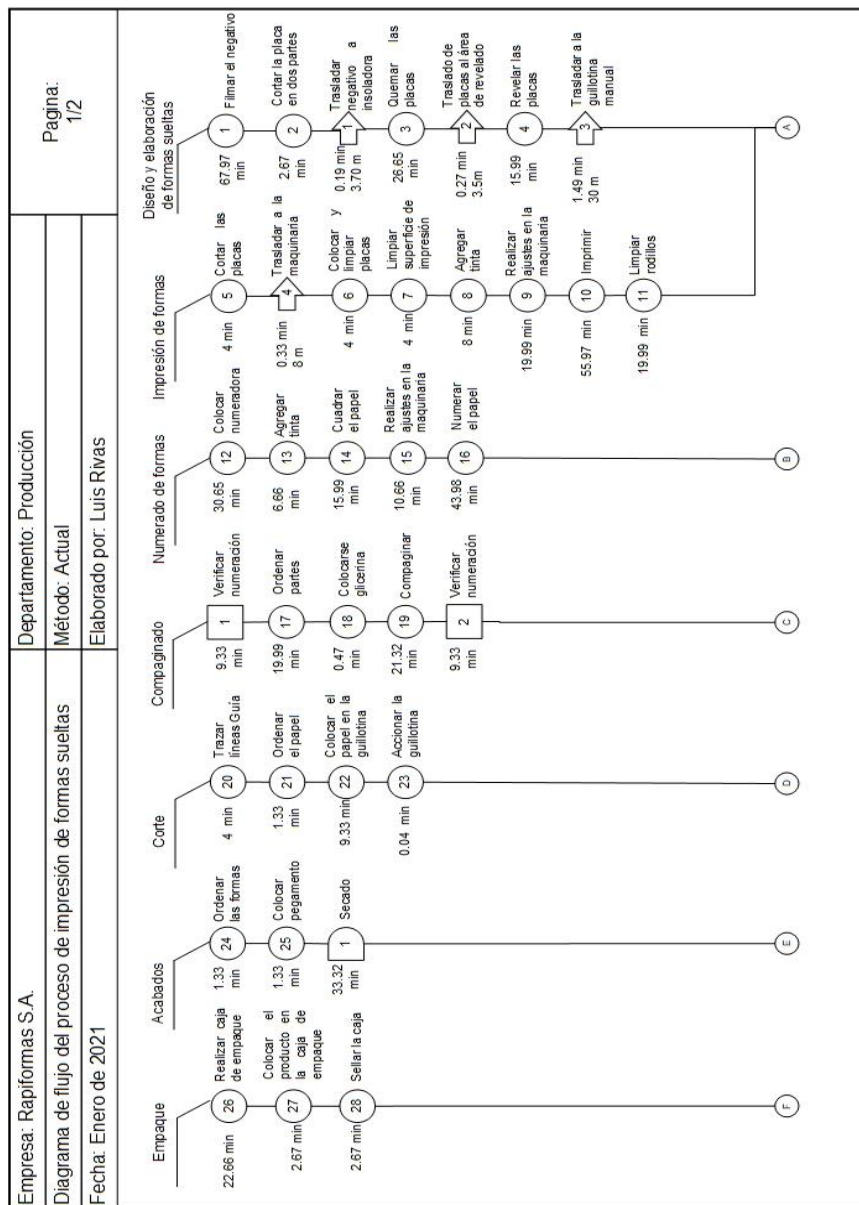 Empresa: Rapiformas S.A.
Departamento: Producción
Pagina:
1/2
Diagrama de flujo del proceso de impresión de formas sueltas
Método: Actual
Fecha: Enero de 2021
Elaborado por: Luis Rivas
Empaque
22.66 min
26
Realizar caja
de empaque
2.67 min
27
Colocar el
producto en
la caja de
empaque
2.67 min
28
Sellar la caja
F
Acabados
1.33
min
24
Ordenar
las formas
1.33
min
25
Colocar
pegamento
33.32
min
1
Secado
E
Corte
4 min
20
Trazar
líneas Guía
1.33
min
21
Ordenar
el papel
9.33 min
22
Colocar el
papel en la
guillotina
0.04 min
23
Accionar la
guillotina
D
Compaginado
9.33
min
1
Verificar
numeración
19.99
min
17
Ordenar
partes
0.47
min
18
Colocarse
glicerina
21.32
min
19
Compaginar
9.33
min
2
Verificar
numeración
C
Numerado de formas
30.65
min
12
Colocar
numeradora
6.66
min
13
Agregar
tinta
15.99
min
14
Cuadrar
el papel
10.66
min
15
Realizar
ajustes en la
maquinaria
43.98
min
16
Numerar
el papel
B
Impresión de formas
4 min
5
Cortar las
placas
0.33 min
8 m
4
Trasladar a la
maquinaria
4 min
6
Colocar y
limpiar
placas
4 min
7
Limpiar
superficie de
impresión
8 min
8
Agregar
tinta
19.99 min
9
Realizar
ajustes en la
maquinaria
55.97 min
10
Imprimir
19.99 min
11
Limpiar
rodillos
Diseño y elaboración
de formas sueltas
67.97
min
1
Filmar el negativo
2.67
min
2
Cortar la placa
en dos partes
0.19 min
3.70 m
1
Trasladar
negativo a
insoladora
26.65
min
3
Quemar las
placas
0.27 min
3.5m
2
Traslado de
placas al área
de revelado
15.99
min
4
Revelar las
placas
1.49 min
30 m
3
Trasladar a la
guillotina
manual
A